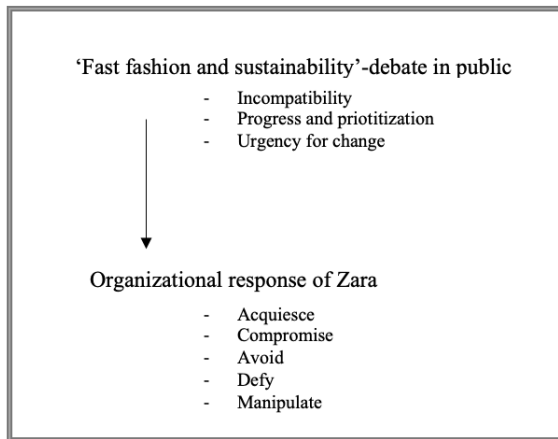 ‘Fast fashion and sustainability’-debate in public
- Incompatibility
- Progress and priotitization
- Urgency for change
Organizational response of Zara
- Acquiesce
- Compromise
- Avoid
- Defy
- Manipulate